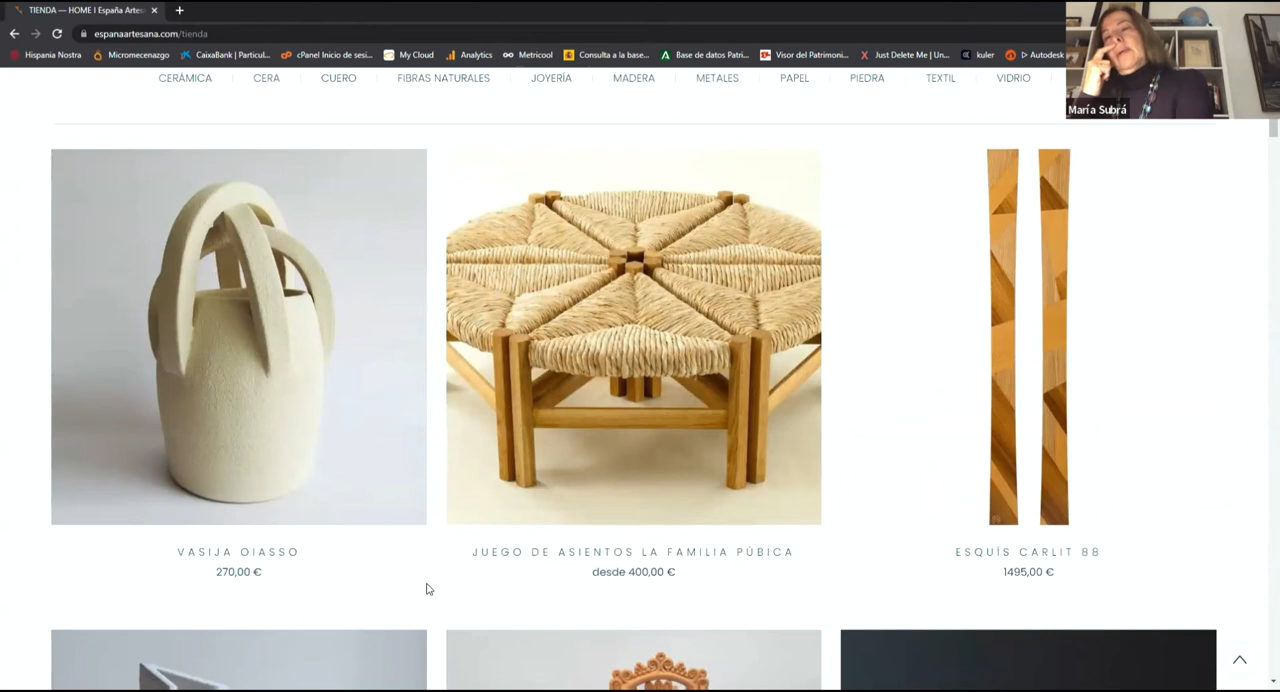 TIENDA — HOME I España Artes
espanaartesana.com/tienda
Hispania Nostra
Micromecenazgo
CaixaBank | Particul...
cPanel Inicio de sesi...
My Cloud
Analytics
Metricool
Consulta a la base...
Base de datos Patri...
Visor del Patrimoni...
Just Delete Me | Un...
kuler
▷ Autodesk
CERÁMICA
CERA
CUERO
FIBRAS NATURALES
JOYERÍA
MADERA
METALES
PAPEL
PIEDRA
TEXTIL
VIDRIO
María Subrá
VASIJA OIASSO
270,00 €
JUEGO DE ASIENTOS LA FAMILIA PÚBICA
desde 400,00 €
ESQUÍS CARLIT 88
1495,00 €